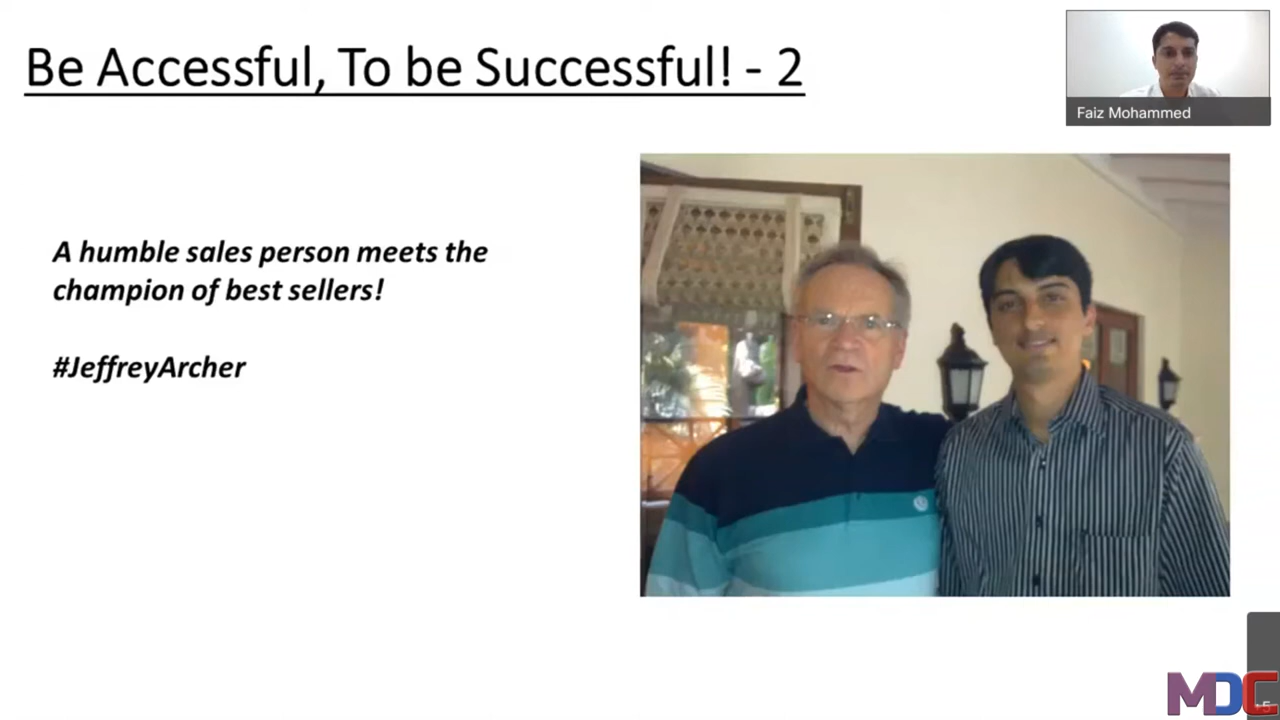 Be Accessful, To be Successful! - 2
Faiz Mohammed
A humble sales person meets the
champion of best sellers!
#JeffreyArcher
MDC